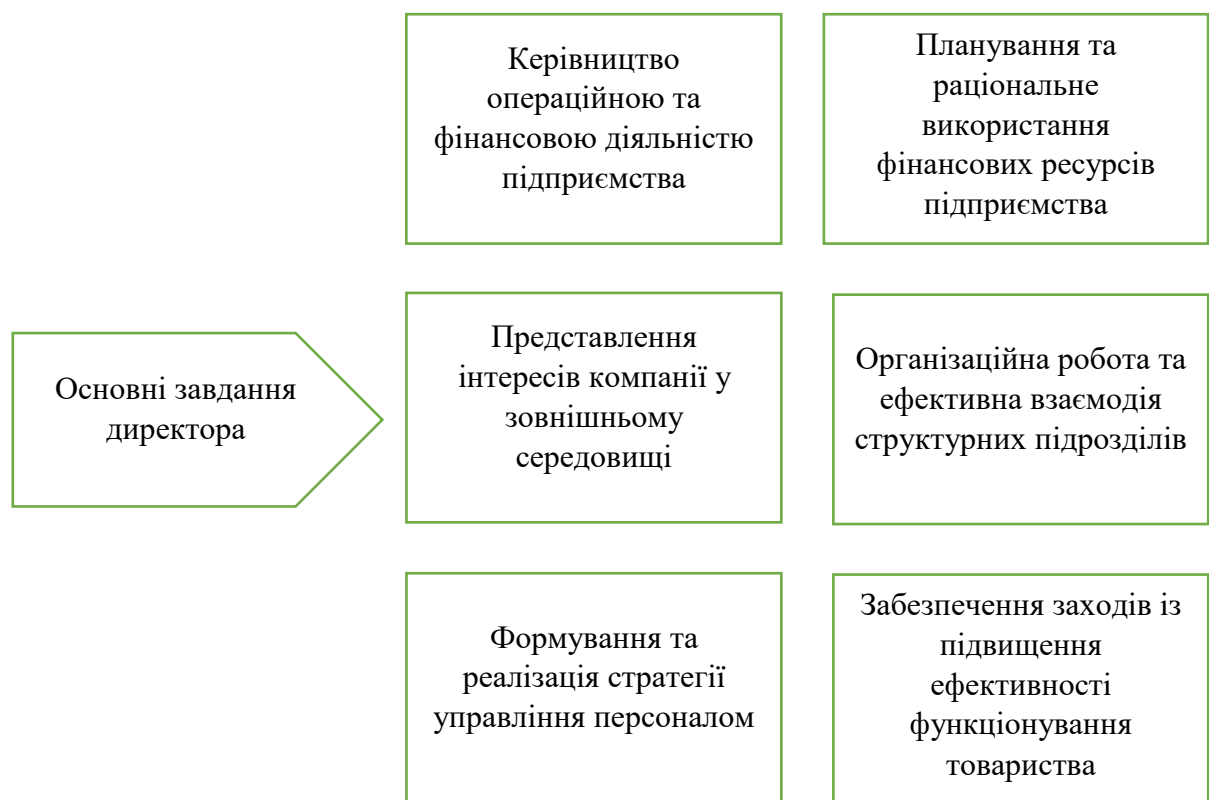 Керівництво
операційною та
фінансовою діяльністю
підприємства
Планування та
раціональне
використання
фінансових ресурсів
підприємства
Основні завдання
директора
Представлення
інтересів компанії у
зовнішньому
середовищі
Організаційна робота та
ефективна взаємодія
структурних підрозділів
Формування та
реалізація стратегії
управління персоналом
Забезпечення заходів із
підвищення
ефективності
функціонування
товариства